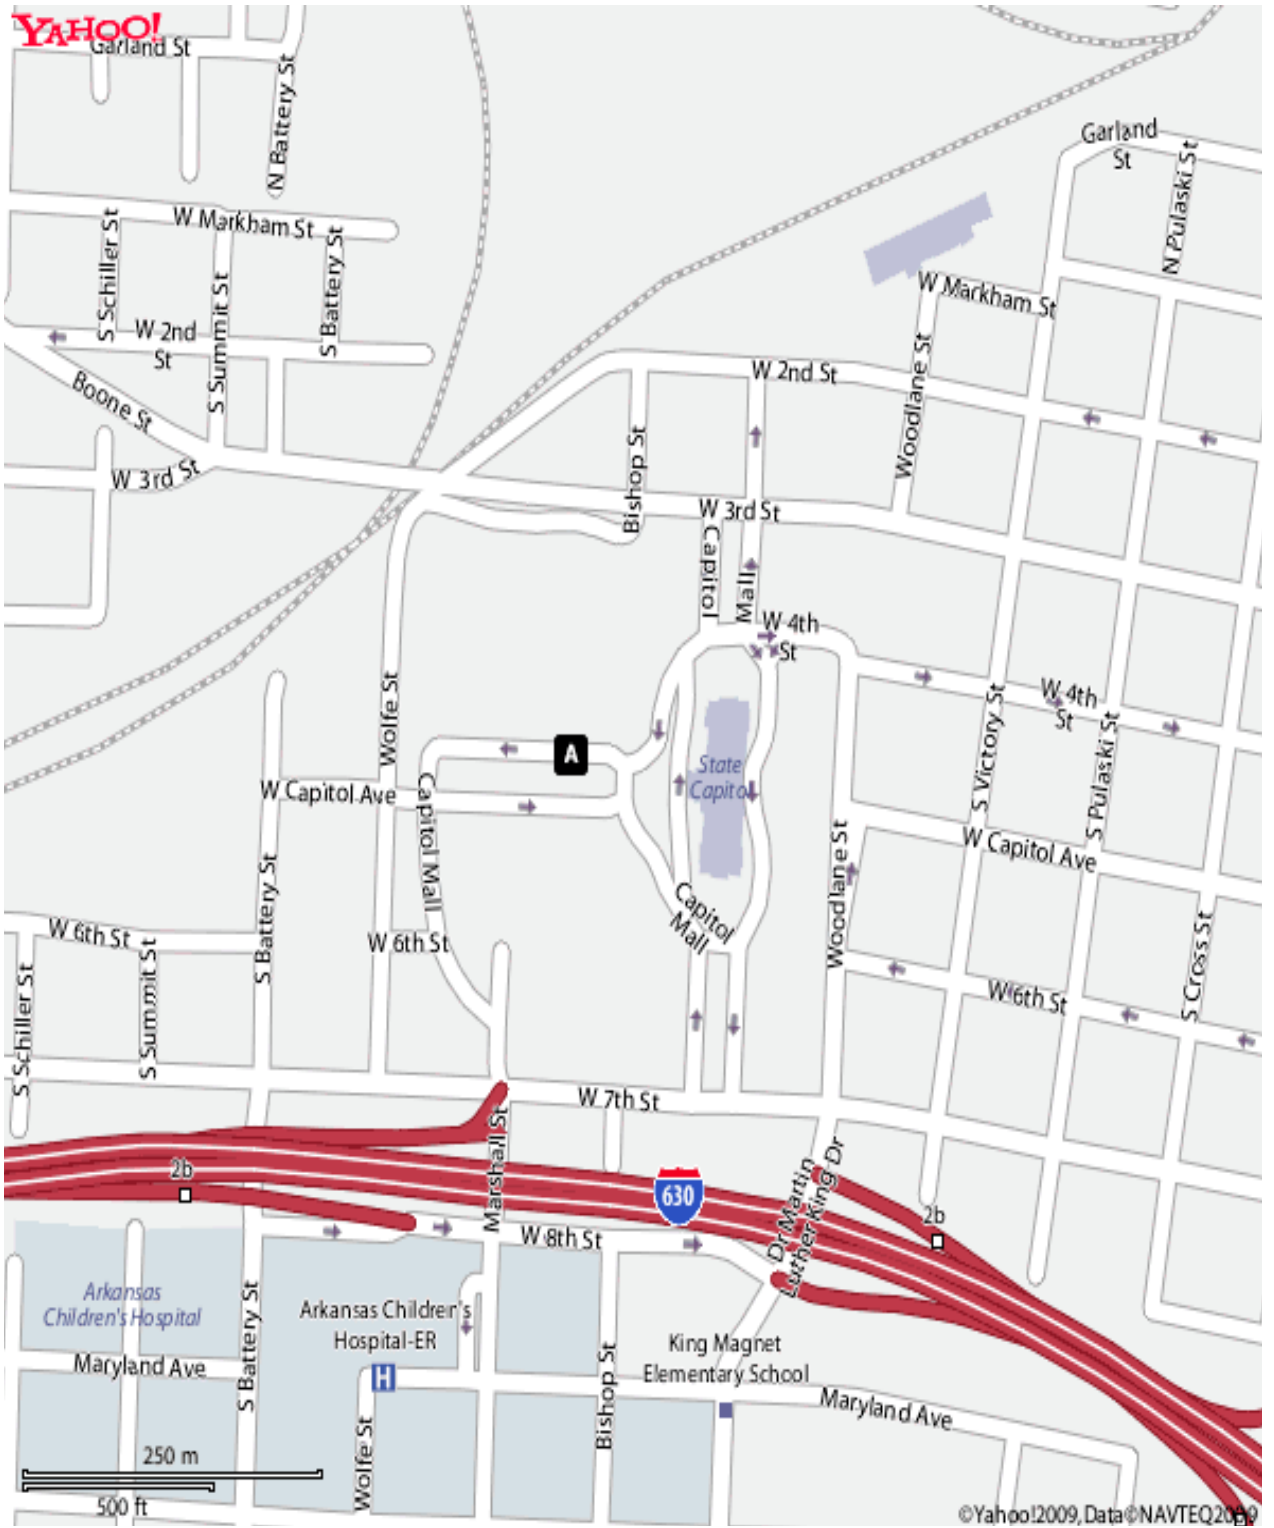 YAHOO!
Garland St
N Battery St
Garland
St
N Pulaski St
W Markham St
S Schiller St
S Summit St
S Battery St
W Markham St
W 2nd
St
Boone St
W 2nd St
Woodlane St
W 3rd St
Bishop St
W 3rd St
Capitol
Mall
W 4th
St
W 4th
St
Wolfe St
S Victory St
S Pulaski St
A
State
Capitol
W Capitol Ave
Capitol Mall
W Capitol Ave
Woodlane St
S Battery St
Capitol
Mall
W 6th St
S Summit St
S Schiller St
W 6th St
W 6th St
S Cross St
W 7th St
Marshall St
2b
630
Dr Martin
Luther King Dr
2b
W 8th St
Arkansas
Children's Hospital
Arkansas Children's
Hospital-ER
H
S Battery St
King Magnet
Elementary School
Maryland Ave
Maryland Ave
Wolfe St
Bishop St
250 m
500 ft
©Yahoo!2009, Data©NAVTEQ2009